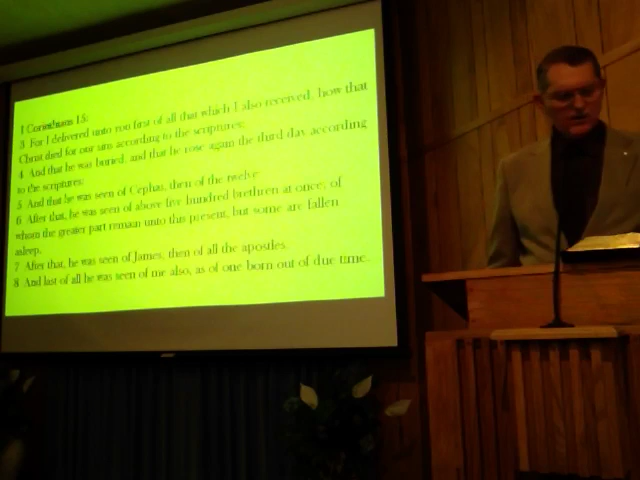 1 Corinthians 15:
3 For I delivered unto you first of all that which I also received, how that
Christ died for our sins according to the scriptures;
4 And that he was buried, and that he rose again the third day according
to the scriptures:
5 And that he was seen of Cephas, then of the twelve:
6 After that, he was seen of above five hundred brethren at once; of
whom the greater part remain unto this present, but some are fallen
asleep.
7 After that, he was seen of James; then of all the apostles.
8 And last of all he was seen of me also, as of one born out of due time.